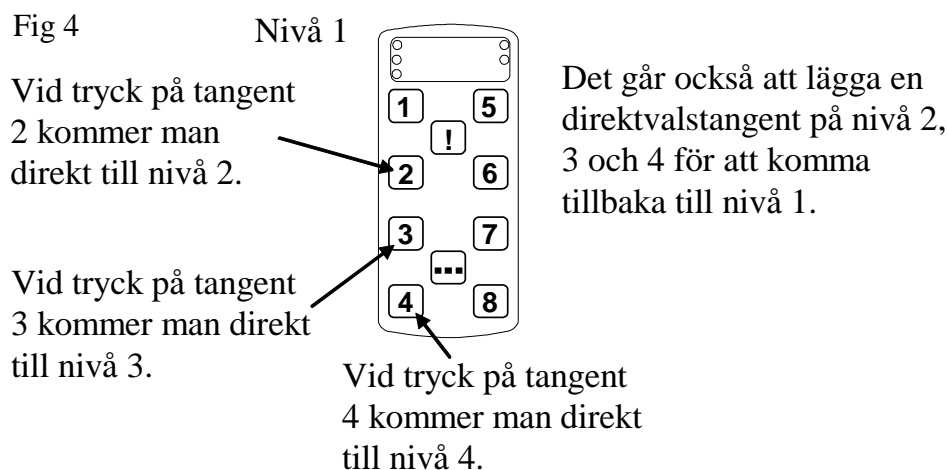 Fig 4
Nivå 1
Vid tryck på tangent
2 kommer man
direkt till nivå 2.
Vid tryck på tangent
3 kommer man direkt
till nivå 3.
1 5
!
2 6
3 7
...
4 8
Vid tryck på tangent
4 kommer man direkt
till nivå 4.
Det går också att lägga en
direktvalstangent på nivå 2,
3 och 4 för att komma
tillbaka till nivå 1.